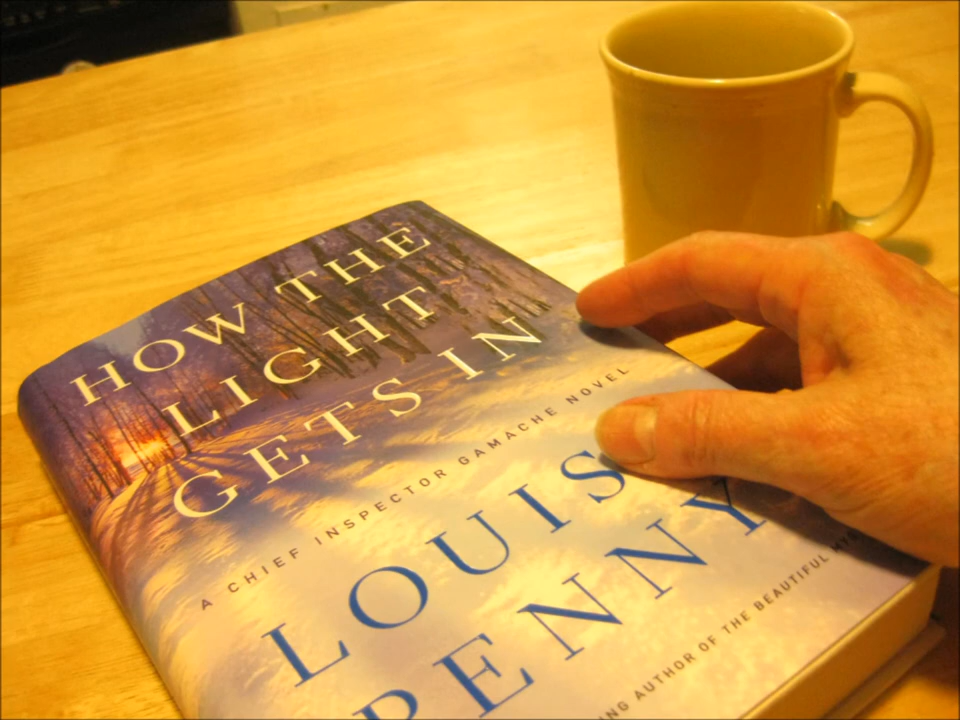 HOW THE
LIGHT
GETS IN
A CHIEF INSPECTOR GAMACHE NOVEL
LOUIS
PENNY
AUTHOR OF THE BEAUTIFUL